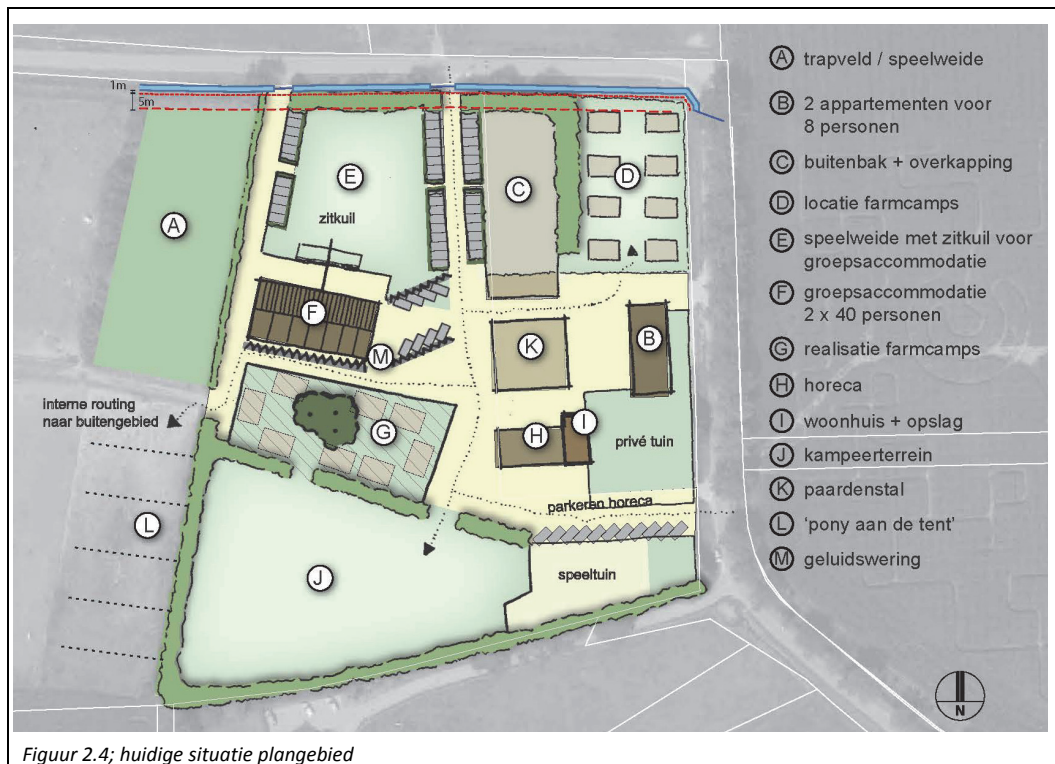 1m
5m
A
E
zitkuil
C
D
F
M
K
B
interne routing
naar buitengebied
G
H
I
privé tuin
L
parkeren horeca
J
speeltuin
A trapveld / speelweide
B 2 appartementen voor
8 personen
C buitenbak + overkapping
D locatie farmcamps
E speelweide met zitkuil voor
groepsaccommodatie
F groepsaccommodatie
2 x 40 personen
G realisatie farmcamps
H horeca
I woonhuis + opslag
J kampeerterrein
K paardenstal
L 'pony aan de tent'
M geluidswering
N
Figuur 2.4; huidige situatie plangebied